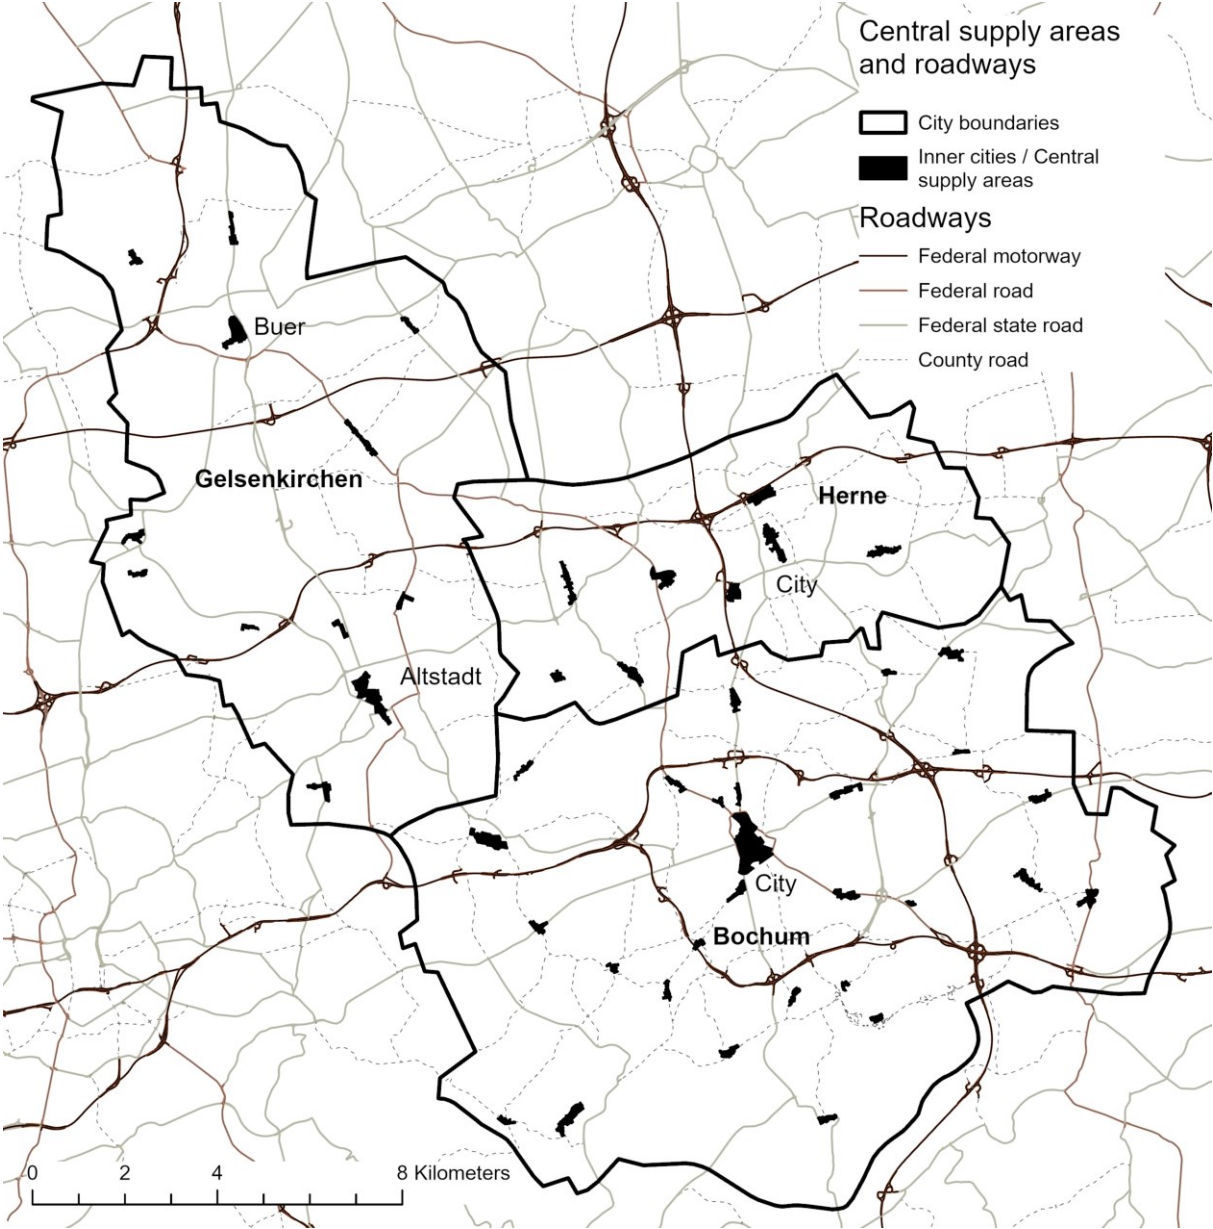 Central supply areas
and roadways
City boundaries
Inner cities / Central
supply areas
Roadways
Federal motorway
Federal road
Federal state road
County road
Buer
Gelsenkirchen
Herne
City
Altstadt
City
Bochum
0 2 4 8 Kilometers